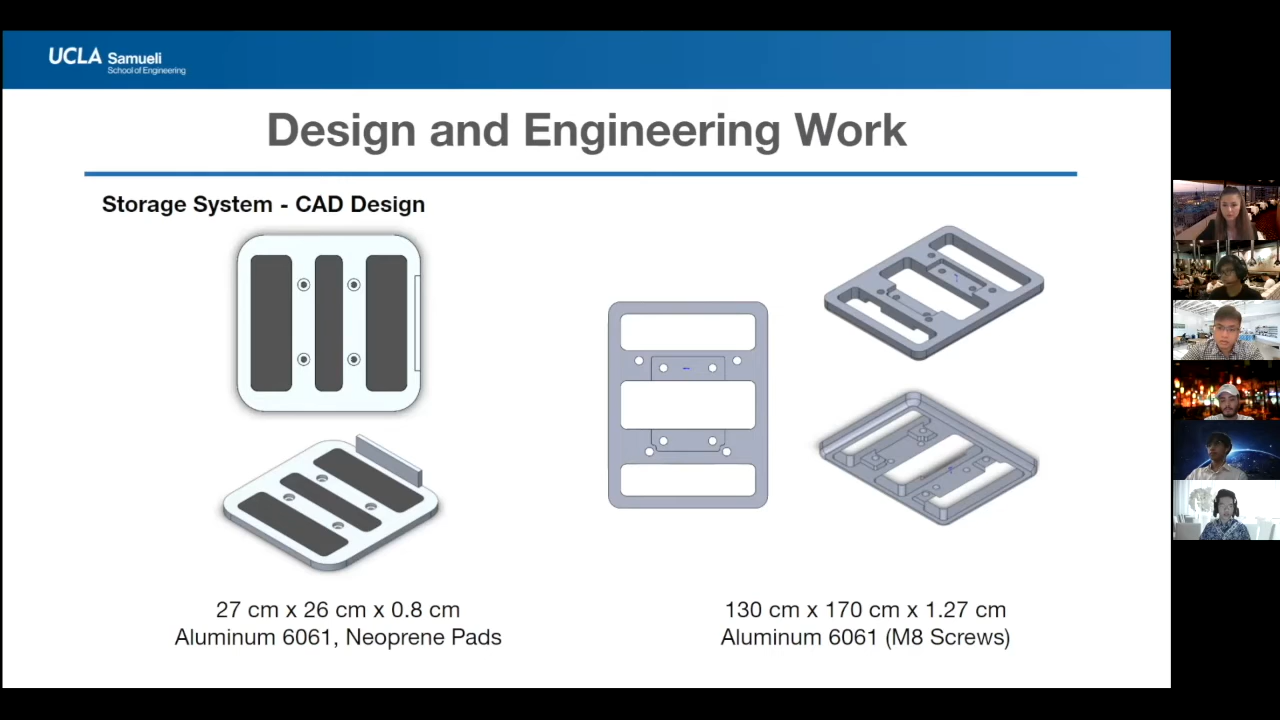 UCLA Samueli
School of Engineering
Design and Engineering Work
Storage System - CAD Design
27 cm x 26 cm x 0.8 cm
Aluminum 6061, Neoprene Pads
130 cm x 170 cm x 1.27 cm
Aluminum 6061 (M8 Screws)